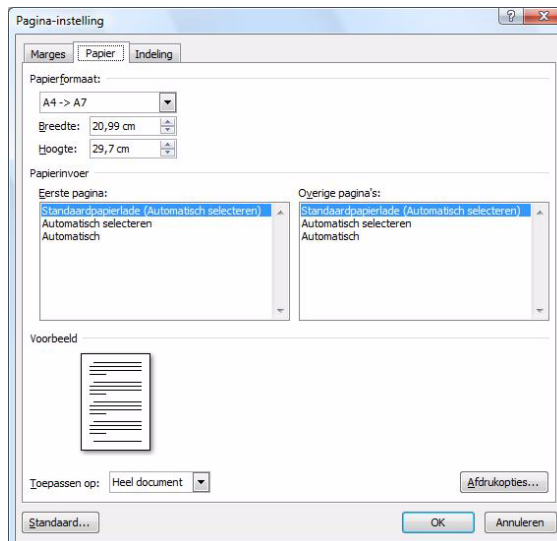 Pagina-instelling
Marges Papier Indeling
Papierformaat:
A4 -> A7
Breedte: 20,99 cm
Hoogte: 29,7 cm
Papierinvoer
Eerste pagina: Overige pagina's:
Standaardpapierlade (Automatisch selecteren) Standaardpapierlade (Automatisch selecteren)
Automatisch selecteren Automatisch selecteren
Automatisch Automatisch
Voorbeeld
Toepassen op: Heel document Afdrukopties...
Standaard... OK Annuleren